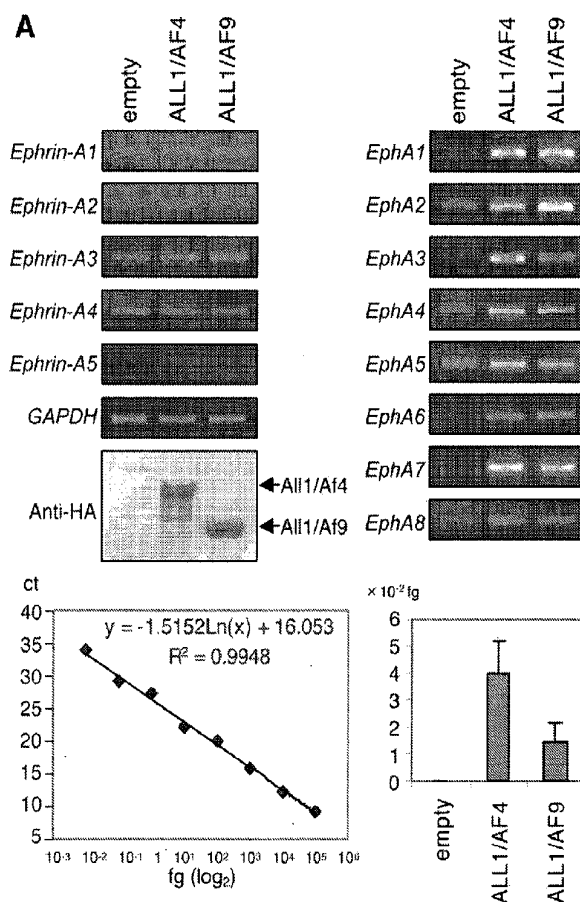 A
empty
ALL1/AF4
ALL1/AF9
Ephrin-A1
Ephrin-A2
Ephrin-A3
Ephrin-A4
Ephrin-A5
GAPDH
Anti-HA
All1/Af4
All1/Af9
empty
ALL1/AF4
ALL1/AF9
EphA1
EphA2
EphA3
EphA4
EphA5
EphA6
EphA7
EphA8
ct
40
35
30
25
20
15
10
5
y = -1.5152Ln(x) + 16.053
R² = 0.9948
10⁻³ 10⁻² 10⁻¹ 1 10¹ 10² 10³ 10⁴ 10⁵ 10⁶
fg (log₂)
× 10⁻² fg
6
5
4
3
2
1
0
empty
ALL1/AF4
ALL1/AF9